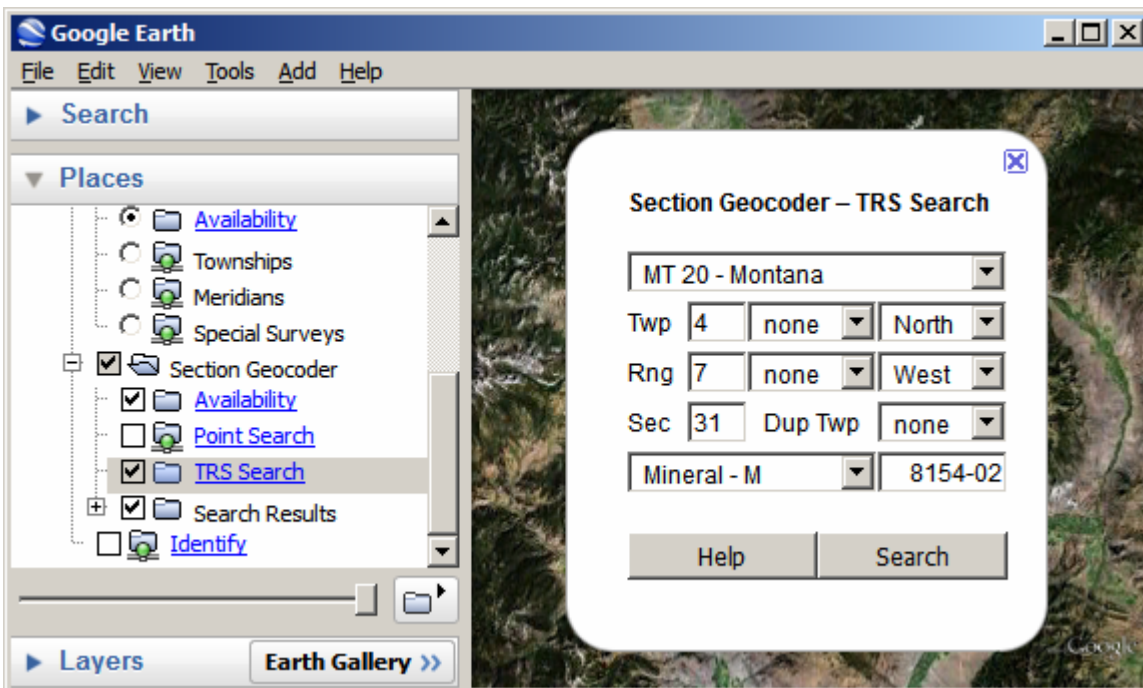 Google Earth
File Edit View Tools Add Help
Search
Places
Availability
Townships
Meridians
Special Surveys
Section Geocoder
Availability
Point Search
TRS Search
Search Results
Identify
Layers
Earth Gallery »
Section Geocoder – TRS Search
MT 20 - Montana
Twp 4 none North
Rng 7 none West
Sec 31 Dup Twp none
Mineral - M 8154-02
Help Search
Google